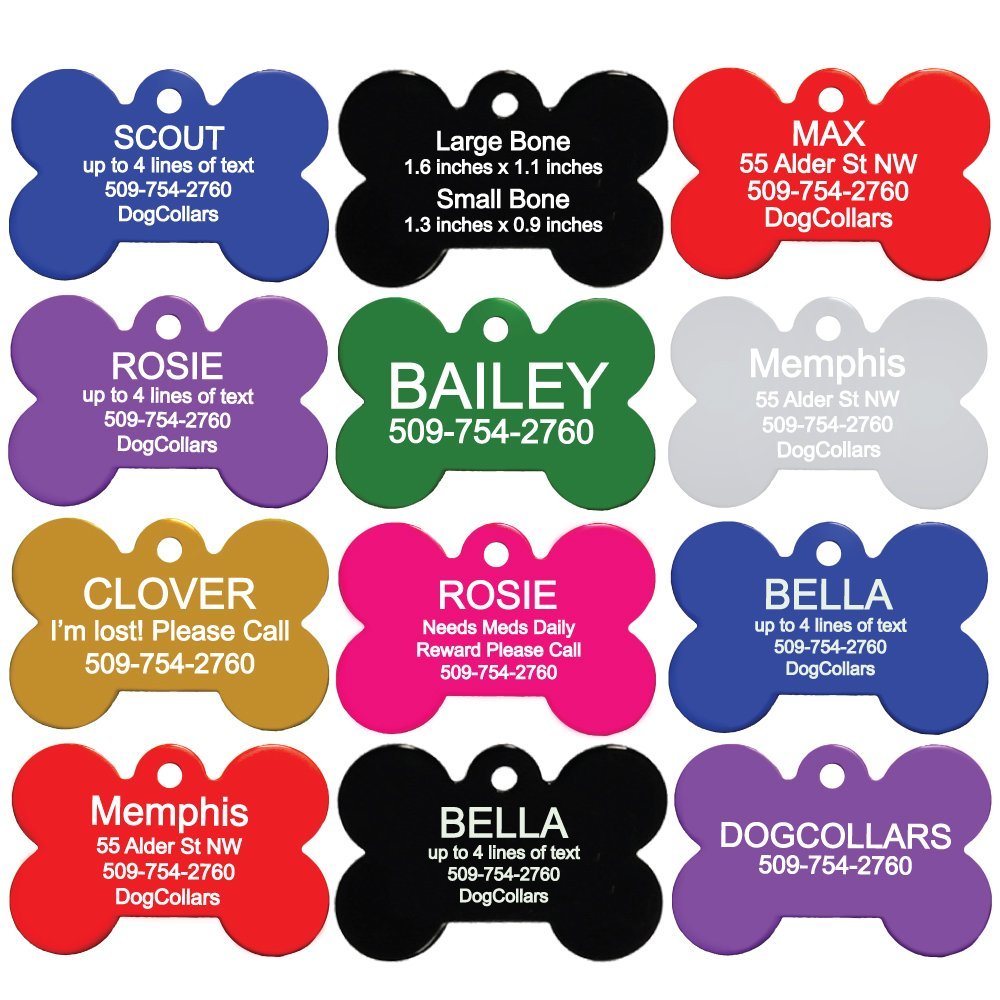 SCOUT
up to 4 lines of text
509-754-2760
DogCollars
Large Bone
1.6 inches x 1.1 inches
Small Bone
1.3 inches x 0.9 inches
MAX
55 Alder St NW
509-754-2760
DogCollars
ROSIE
up to 4 lines of text
509-754-2760
DogCollars
BAILEY
509-754-2760
Memphis
55 Alder St NW
509-754-2760
DogCollars
CLOVER
I'm lost! Please Call
509-754-2760
ROSIE
Needs Meds Daily
Reward Please Call
509-754-2760
BELLA
up to 4 lines of text
509-754-2760
DogCollars
Memphis
55 Alder St NW
509-754-2760
DogCollars
BELLA
up to 4 lines of text
509-754-2760
DogCollars
DOGCOLLARS
509-754-2760